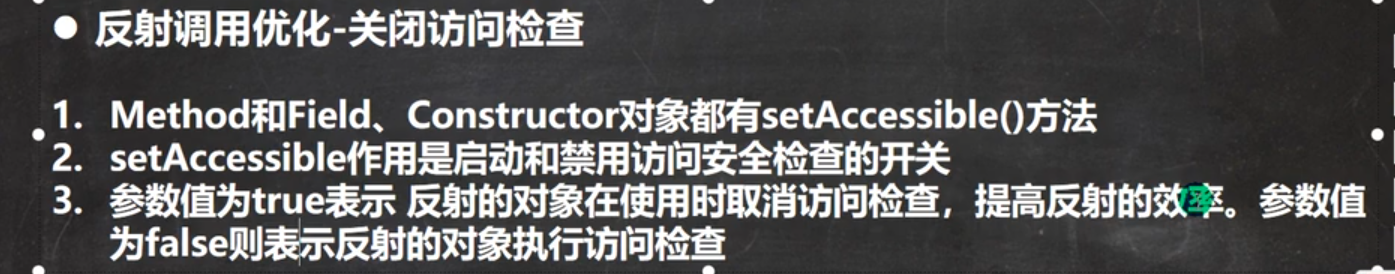 ● 反射调用优化-关闭访问检查
1. Method和Field、Constructor对象都有setAccessible()方法
2. setAccessible作用是启动和禁用访问安全检查的开关
3. 参数值为true表示 反射的对象在使用时取消访问检查，提高反射的效率。参数值
为false则表示反射的对象执行访问检查